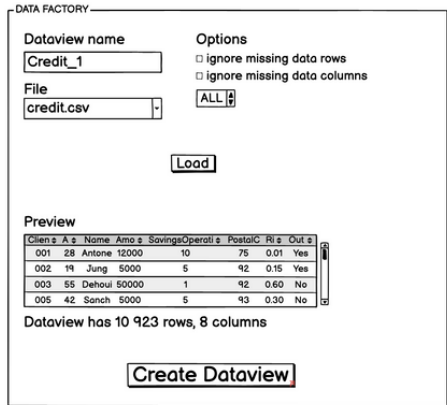 DATA FACTORY
Dataview name
Credit_1
Options
ignore missing data rows
ignore missing data columns
File
credit.csv
ALL
Load
Preview
Clien A Name Amo SavingsOperati PostalC Ri Out
001 28 Antone 12000 10 75 0.01 Yes
002 19 Jung 5000 5 92 0.15 Yes
003 55 Dehoui 50000 1 92 0.60 No
005 42 Sanch 5000 5 93 0.30 No
Dataview has 10 923 rows, 8 columns
Create Dataview